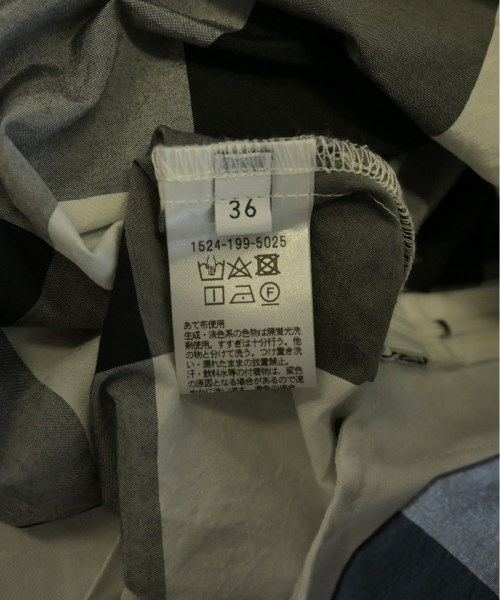 36
1524-199-5025
F
あて布使用
生成・淡色系の色物は無蛍光洗
剤使用。すすぎは十分行う。他
の物と分けて洗う。つけ置き洗
い・濡れたままの放置禁止。
汗・飲料水等の付着物は、変色
の原因となる場合があるので速